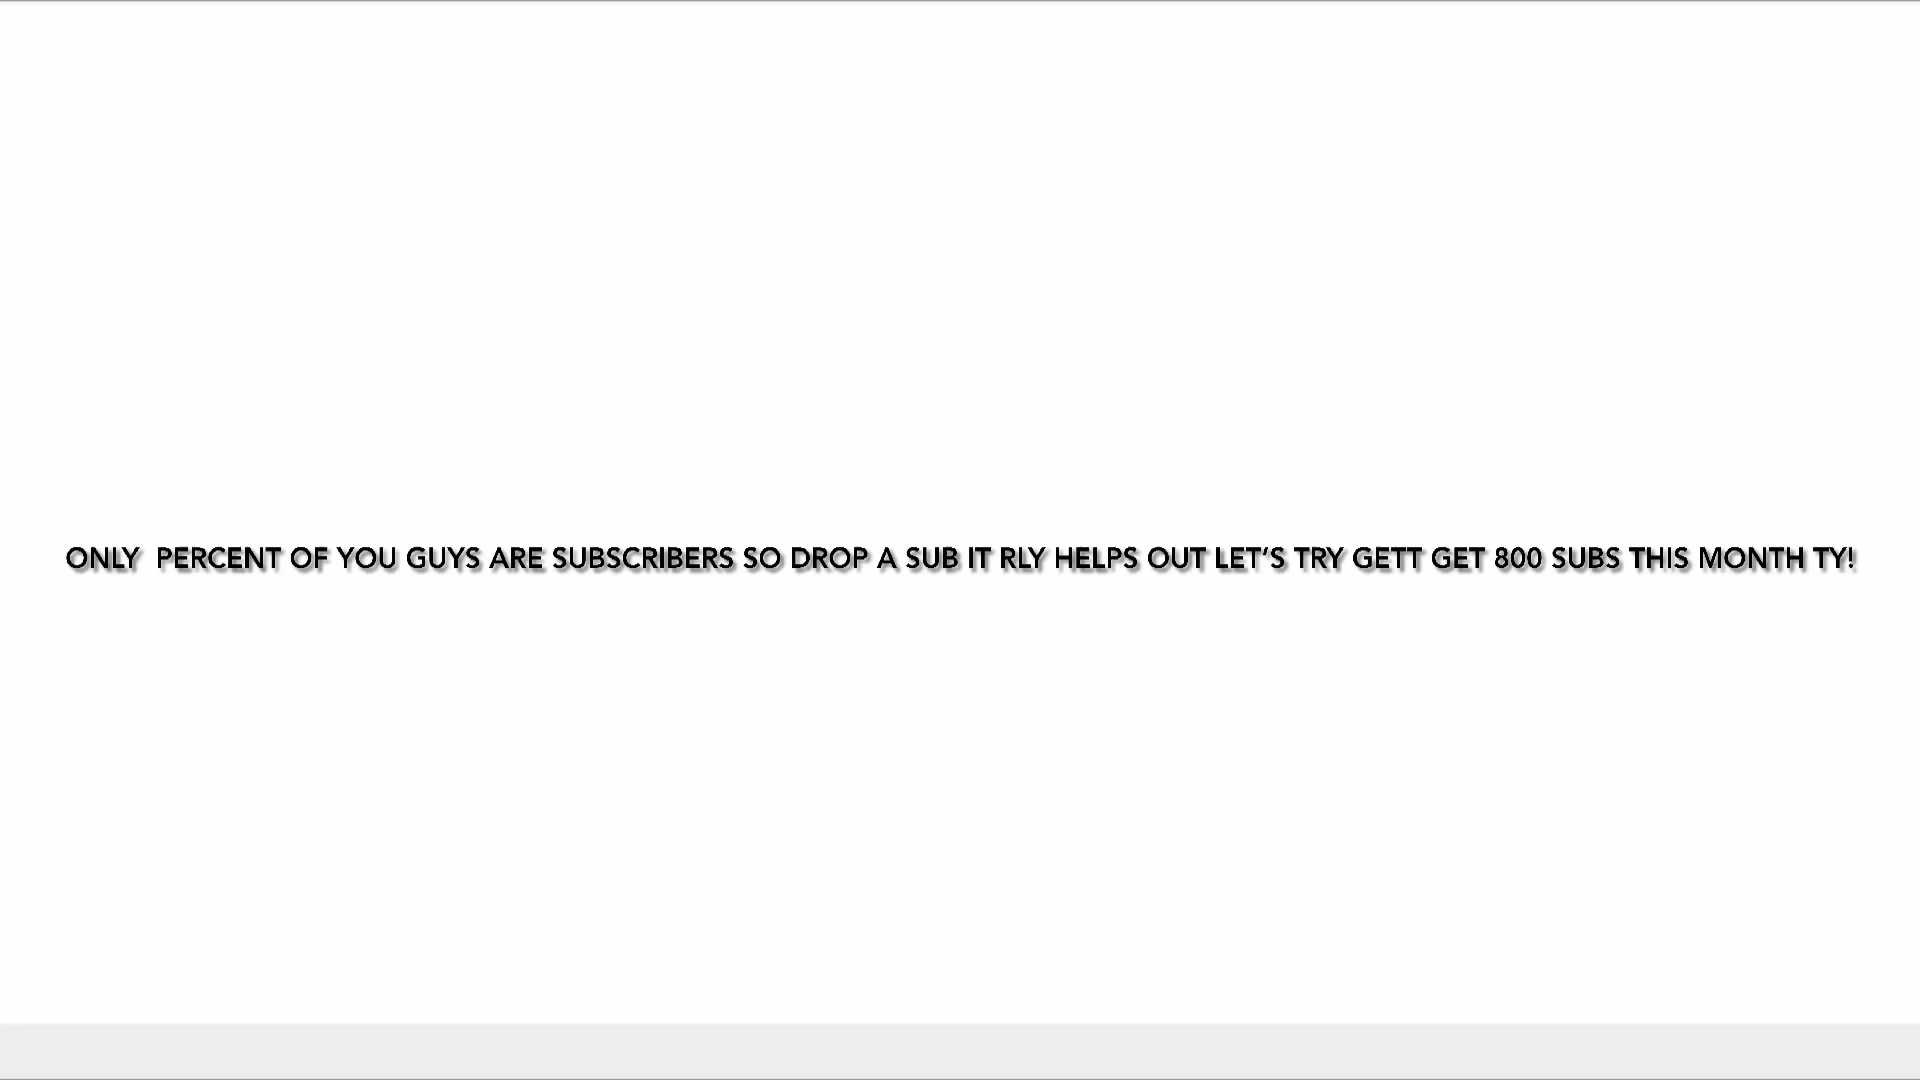 ONLY  PERCENT OF YOU GUYS ARE SUBSCRIBERS SO DROP A SUB IT RLY HELPS OUT LET’S TRY GETT GET 800 SUBS THIS MONTH TY!